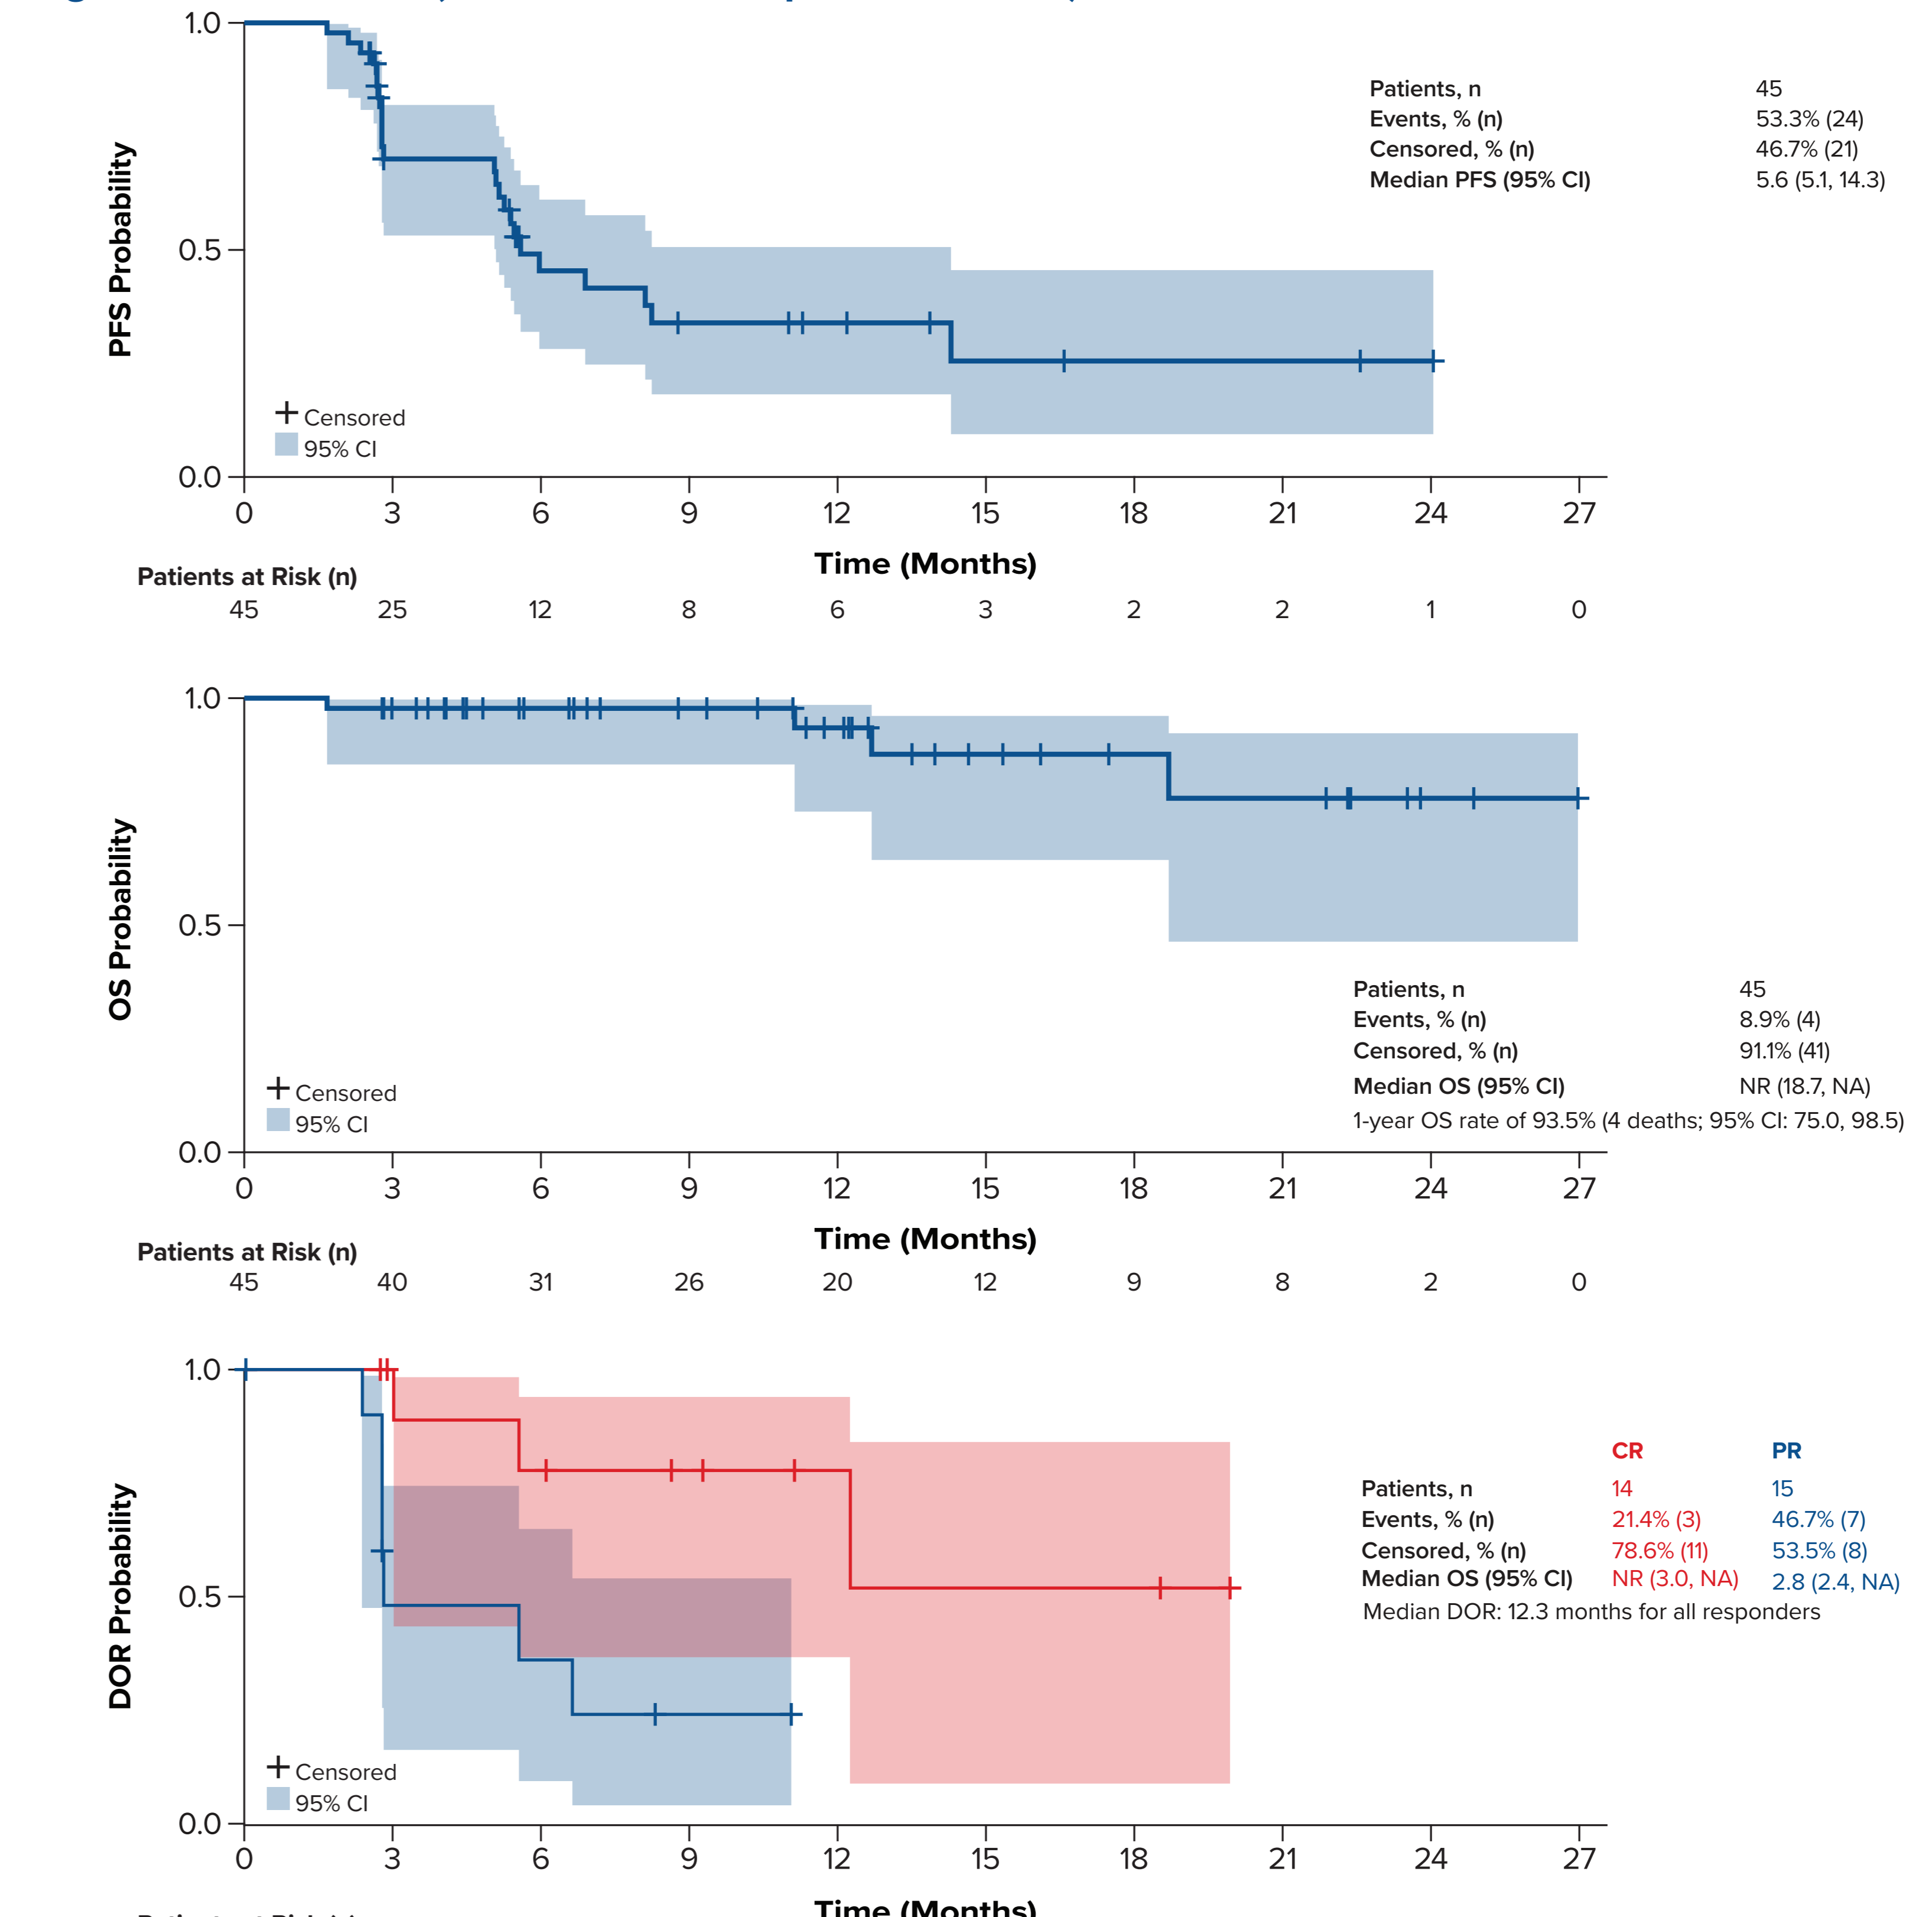 1.0
0.5
0.0
PFS Probability
Patients, n 45
Events, % (n) 53.3% (24)
Censored, % (n) 46.7% (21)
Median PFS (95% CI) 5.6 (5.1, 14.3)
Censored
95% CI
0 3 6 9 12 15 18 21 24 27
Time (Months)
Patients at Risk (n)
45 25 12 8 6 3 2 2 1 0
1.0
0.5
0.0
OS Probability
Patients, n 45
Events, % (n) 8.9% (4)
Censored, % (n) 91.1% (41)
Median OS (95% CI) NR (18.7, NA)
1-year OS rate of 93.5% (4 deaths; 95% CI: 75.0, 98.5)
Censored
95% CI
0 3 6 9 12 15 18 21 24 27
Time (Months)
Patients at Risk (n)
45 40 31 26 20 12 9 8 2 0
1.0
0.5
0.0
DOR Probability
CR PR
Patients, n 14 15
Events, % (n) 21.4% (3) 46.7% (7)
Censored, % (n) 78.6% (11) 53.5% (8)
Median OS (95% CI) NR (3.0, NA) 2.8 (2.4, NA)
Median DOR: 12.3 months for all responders
Censored
95% CI
0 3 6 9 12 15 18 21 24 27
Time (Months)